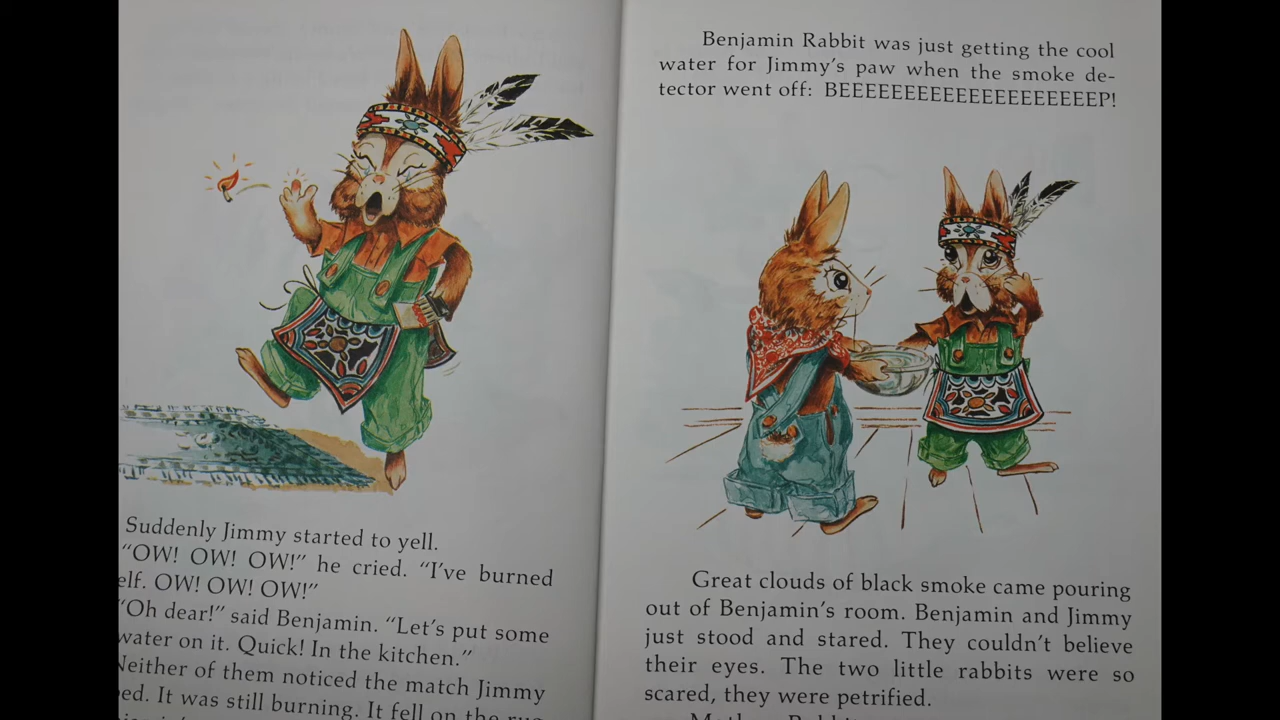 Suddenly Jimmy started to yell.
"OW! OW! OW!" he cried. "I've burned
elf. OW! OW! OW!"
"Oh dear!" said Benjamin. "Let's put some
water on it. Quick! In the kitchen."
Neither of them noticed the match Jimmy
ped. It was still burning. It fell on the rug
Benjamin Rabbit was just getting the cool
water for Jimmy's paw when the smoke de-
tector went off: BEEEEEEEEEEEEEEEEEEEEP!
Great clouds of black smoke came pouring
out of Benjamin's room. Benjamin and Jimmy
just stood and stared. They couldn't believe
their eyes. The two little rabbits were so
scared, they were petrified.
Mother Rabbit